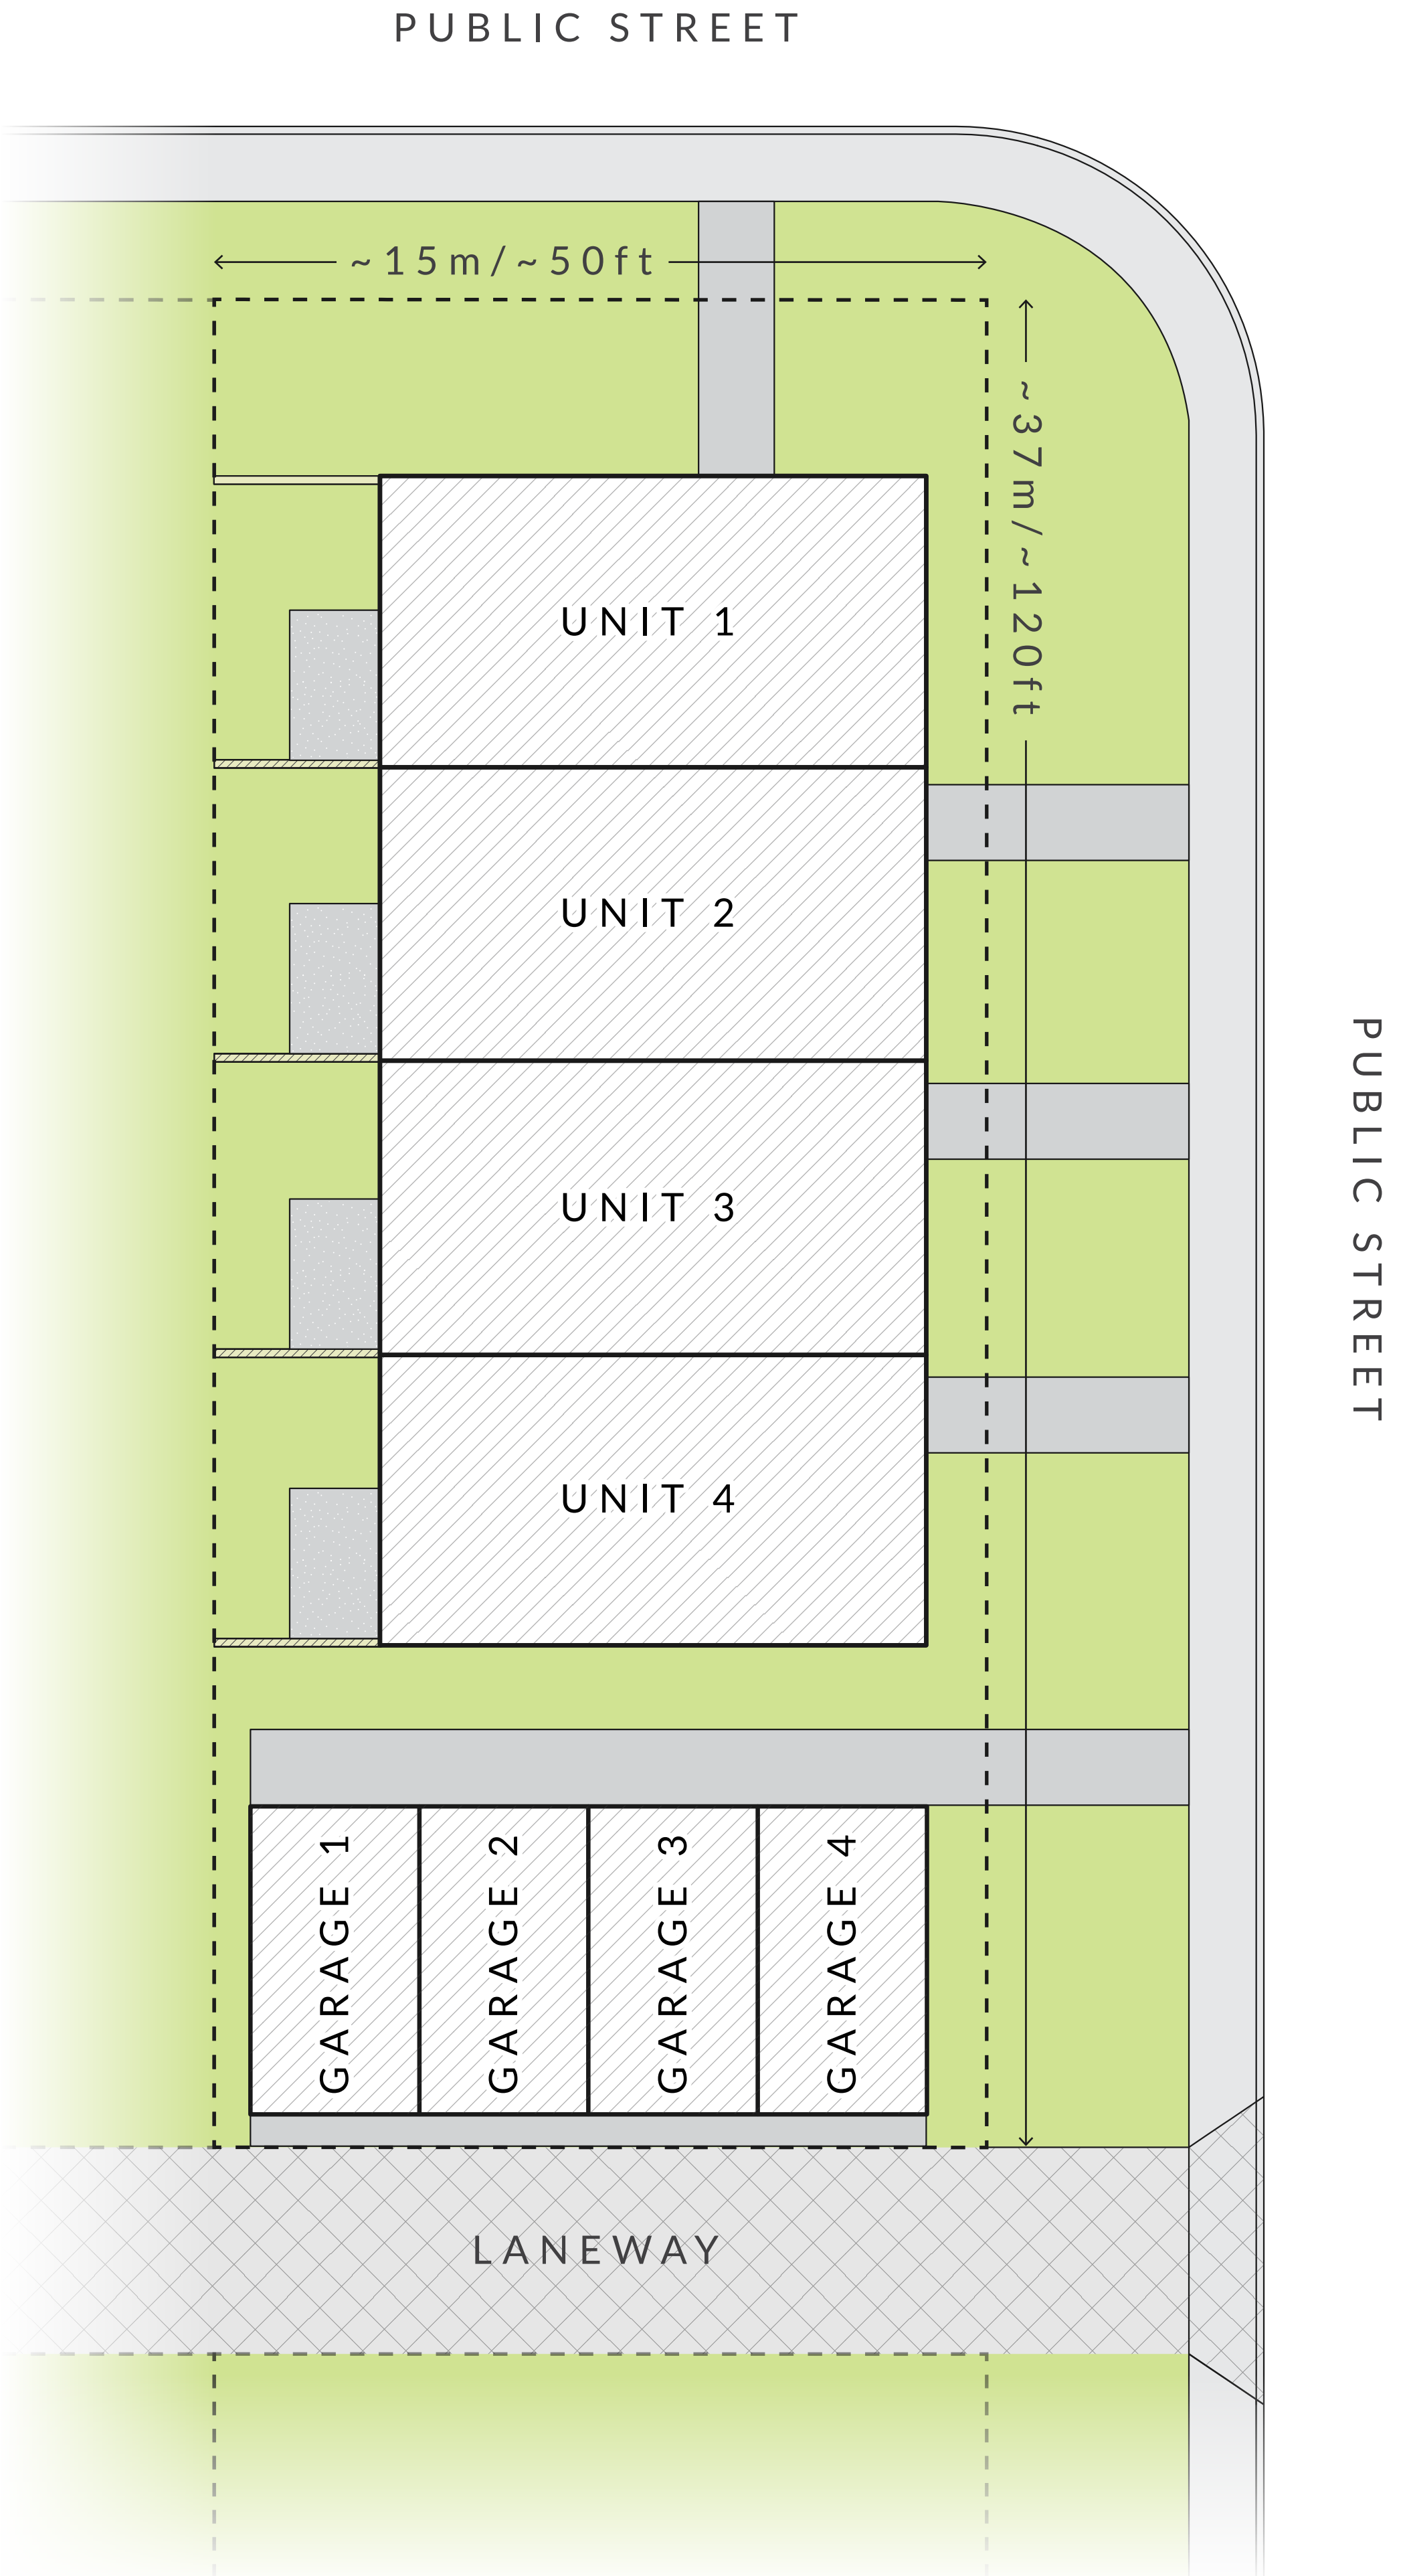 PUBLIC STREET
~15m/~50ft
~37m/~120ft
UNIT 1
UNIT 2
PUBLIC STREET
UNIT 3
UNIT 4
GARAGE 1
GARAGE 2
GARAGE 3
GARAGE 4
LANEWAY